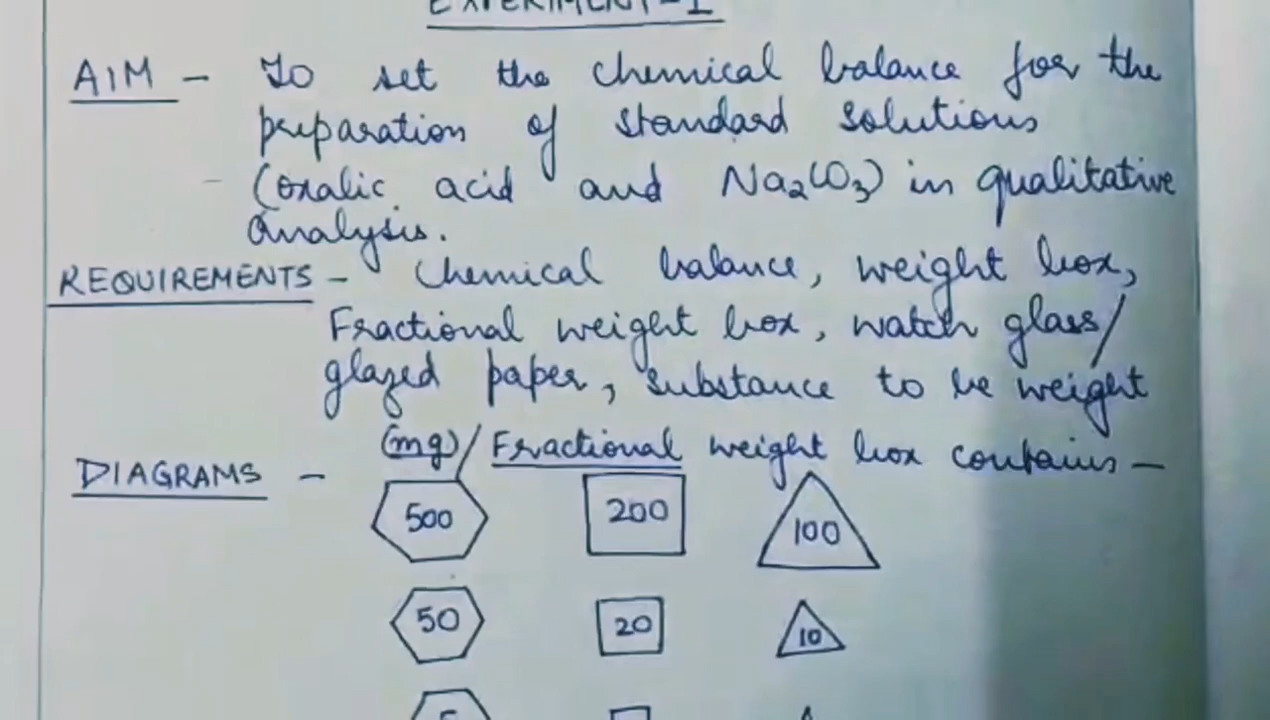 EXPERIMENT-I
AIM - To set the chemical balance for the
preparation of standard solutions
(oxalic acid and Na2CO3) in qualitative
analysis.
REQUIREMENTS - Chemical balance, weight box,
Fractional weight box, watch glass/
glazed paper, substance to be weight
DIAGRAMS - (mg)/Fractional weight box contains -
500 200 100
50 20 10
5